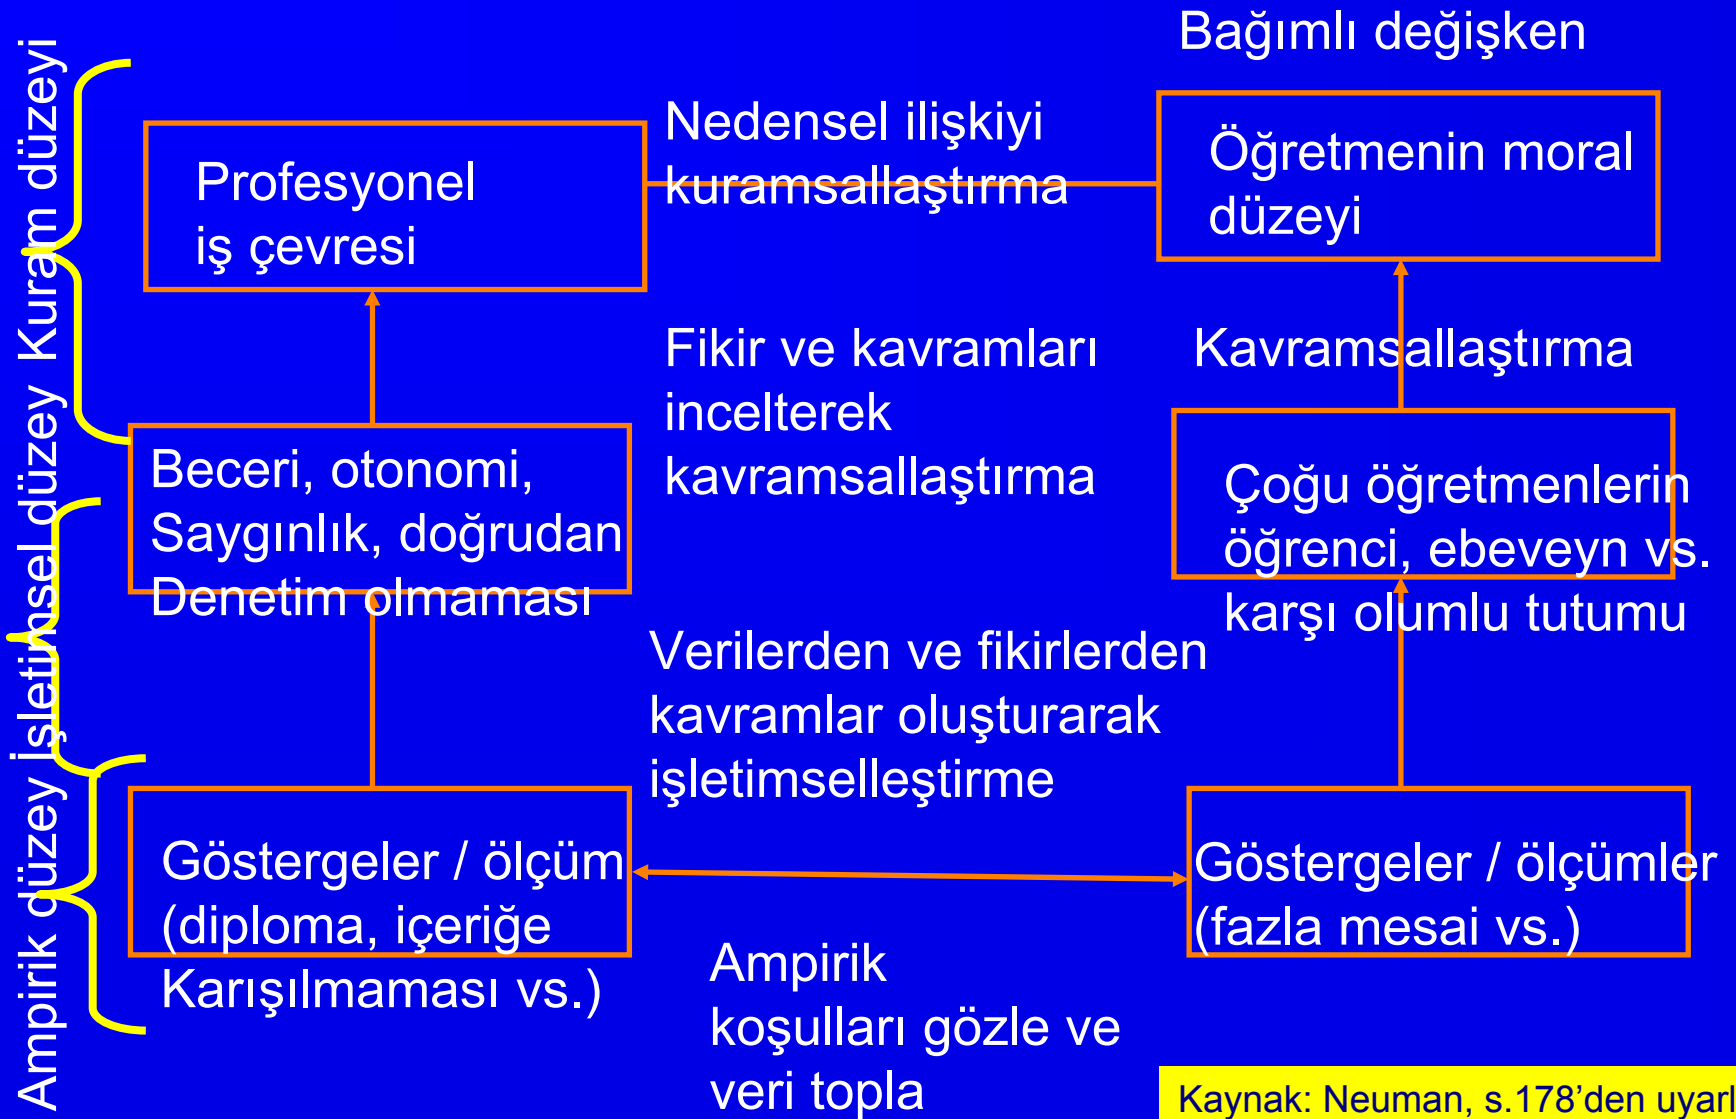 Bağımlı değişken
Kuram düzeyi
İşletimsel düzey
Ampirik düzey
Profesyonel
iş çevresi
Nedensel ilişkiyi
kuramsallaştırma
Öğretmenin moral
düzeyi
Fikir ve kavramları
incelterek
kavramsallaştırma
Kavramsallaştırma
Beceri, otonomi,
Saygınlık, doğrudan
Denetim olmaması
Çoğu öğretmenlerin
öğrenci, ebeveyn vs.
karşı olumlu tutumu
Verilerden ve fikirlerden
kavramlar oluşturarak
işletimselleştirme
Göstergeler / ölçüm
(diploma, içeriğe
Karışılmaması vs.)
Göstergeler / ölçümler
(fazla mesai vs.)
Ampirik
koşulları gözle ve
veri topla
Kaynak: Neuman, s.178’den uyarl